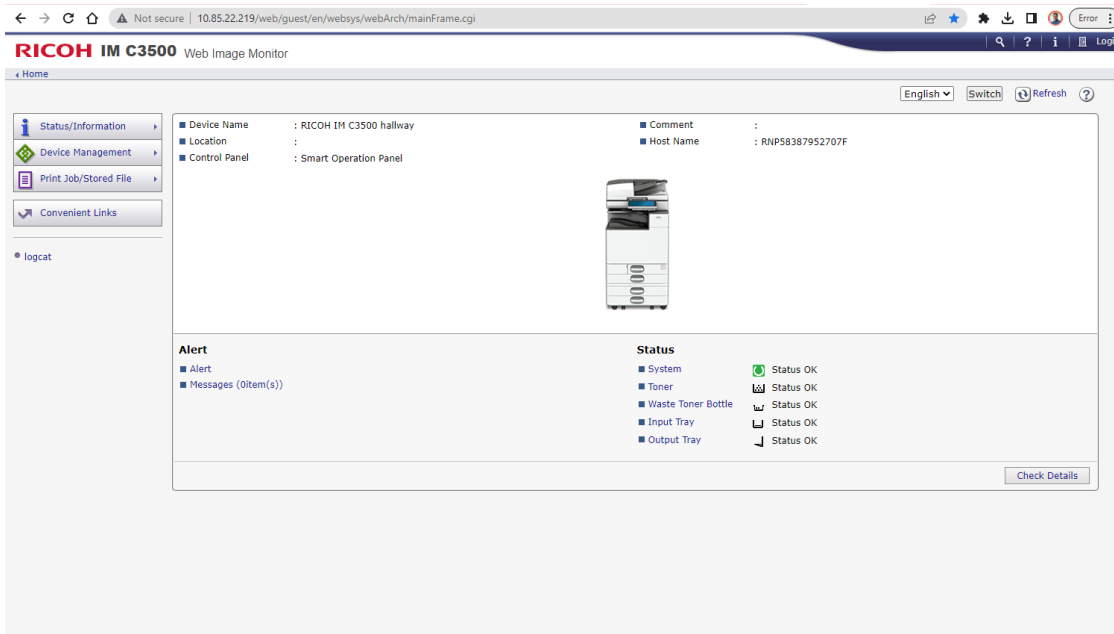 Not secure | 10.85.22.219/web/guest/en/websys/webArch/mainFrame.cgi Error
RICOH IM C3500 Web Image Monitor ? i Logi
Home
English Switch Refresh ?
Status/Information
Device Management
Print Job/Stored File
Convenient Links
logcat
Device Name : RICOH IM C3500 hallway Comment :
Location : Host Name : RNP58387952707F
Control Panel : Smart Operation Panel
Alert
Alert
Messages (0item(s))
Status
System Status OK
Toner Status OK
Waste Toner Bottle Status OK
Input Tray Status OK
Output Tray Status OK
Check Details